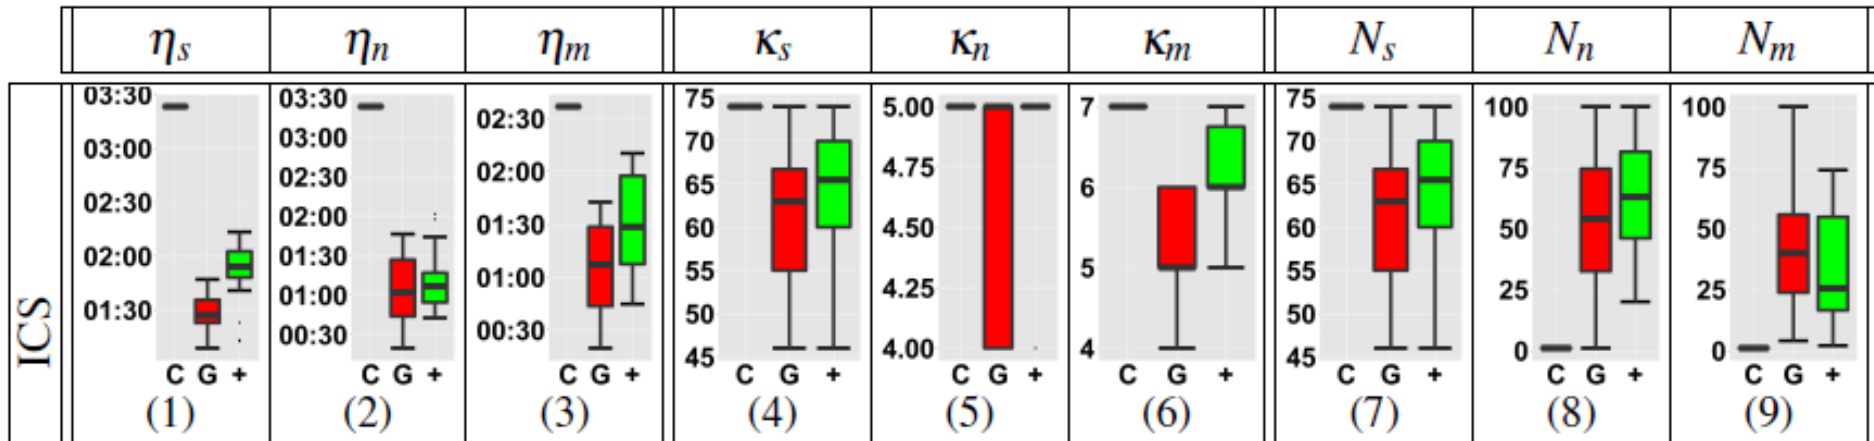 ηs ηn ηm κs κn κm Ns Nn Nm
ICS
03:30 03:00 02:30 02:00 01:30
C G +
(1)
03:30 03:00 02:30 02:00 01:30 01:00 00:30
C G +
(2)
02:30 02:00 01:30 01:00 00:30
C G +
(3)
75 70 65 60 55 50 45
C G +
(4)
5.00 4.75 4.50 4.25 4.00
C G +
(5)
7 6 5 4
C G +
(6)
75 70 65 60 55 50 45
C G +
(7)
100 75 50 25 0
C G +
(8)
100 75 50 25 0
C G +
(9)